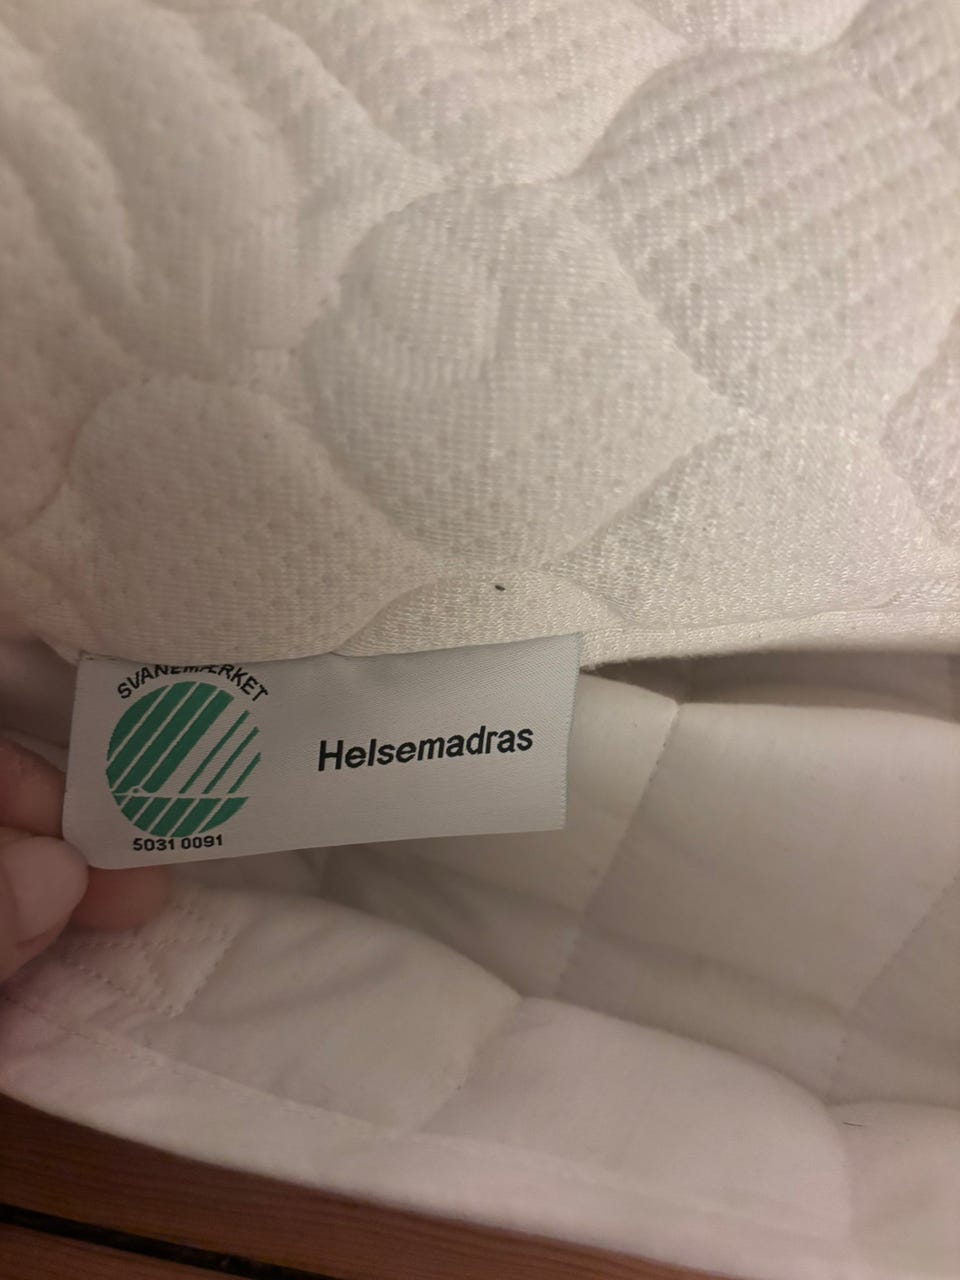 SVANEMÆRKET
Helsemadras
5031 0091